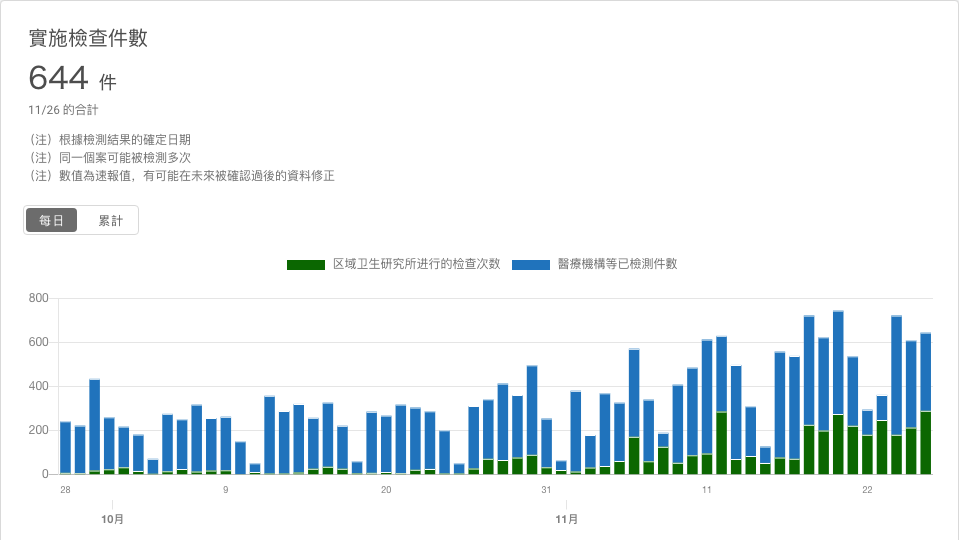 實施檢查件數
644 件
11/26 的合計
（注）根據檢測結果的確定日期
（注）同一個案可能被檢測多次
（注）數值為速報值，有可能在未來被確認過後的資料修正
每日 累計
区域卫生研究所进行的检查次数 醫療機構等已檢測件數
800
600
400
200
0
28 9 20 31 11 22
10月 11月